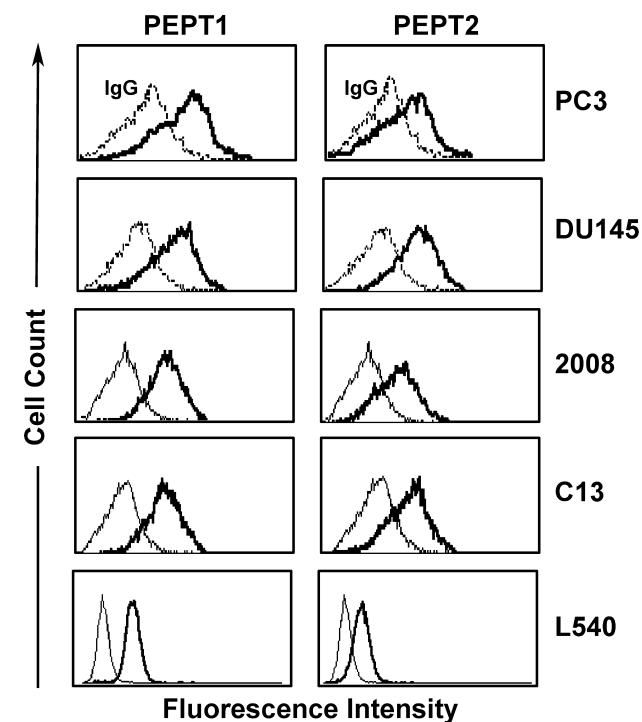 PEPT1 PEPT2
IgG IgG PC3
DU145
2008
C13
L540
Cell Count
Fluorescence Intensity